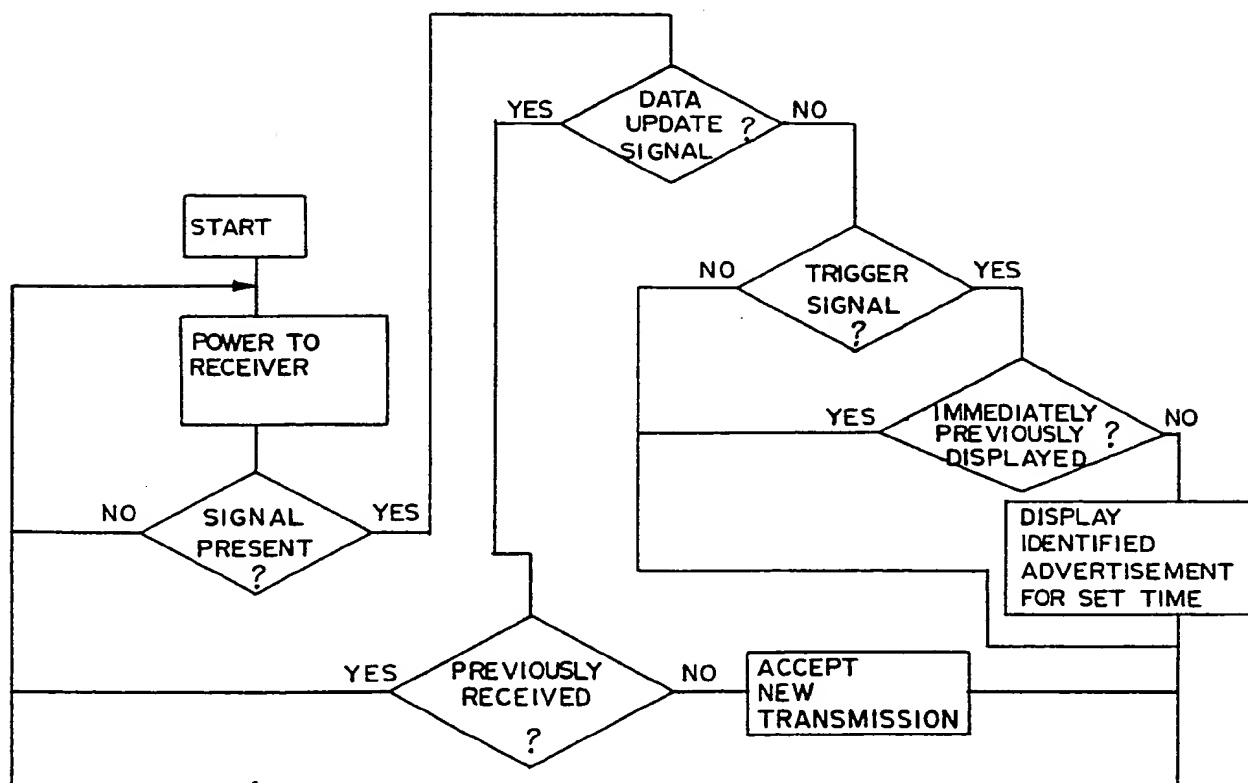 START
POWER TO
RECEIVER
NO
SIGNAL
PRESENT
?
YES
YES
DATA
UPDATE ?
SIGNAL
NO
NO
TRIGGER
SIGNAL
?
YES
YES
IMMEDIATELY
PREVIOUSLY ?
DISPLAYED
NO
DISPLAY
IDENTIFIED
ADVERTISEMENT
FOR SET TIME
YES
PREVIOUSLY
RECEIVED
?
NO
ACCEPT
NEW
TRANSMISSION